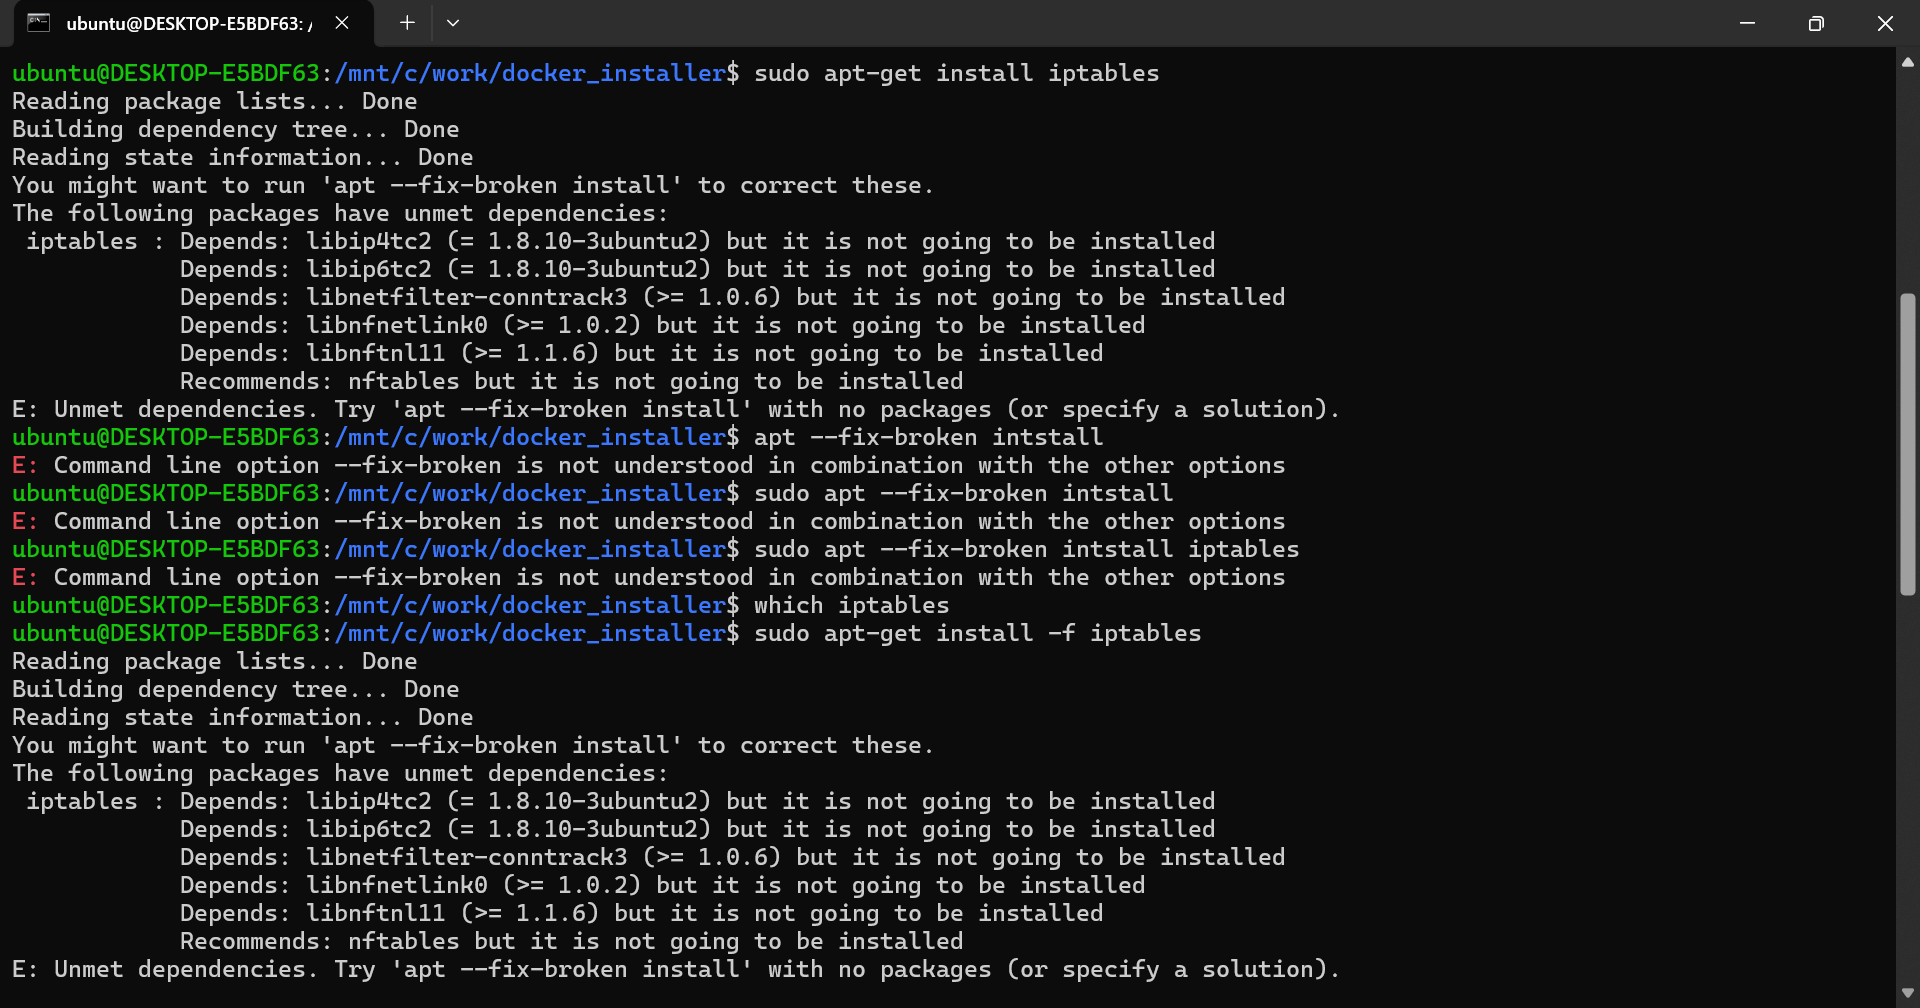 ubuntu@DESKTOP-E5BDF63: /
ubuntu@DESKTOP-E5BDF63:/mnt/c/work/docker_installer$ sudo apt-get install iptables
Reading package lists... Done
Building dependency tree... Done
Reading state information... Done
You might want to run 'apt --fix-broken install' to correct these.
The following packages have unmet dependencies:
 iptables : Depends: libip4tc2 (= 1.8.10-3ubuntu2) but it is not going to be installed
            Depends: libip6tc2 (= 1.8.10-3ubuntu2) but it is not going to be installed
            Depends: libnetfilter-conntrack3 (>= 1.0.6) but it is not going to be installed
            Depends: libnfnetlink0 (>= 1.0.2) but it is not going to be installed
            Depends: libnftnl11 (>= 1.1.6) but it is not going to be installed
            Recommends: nftables but it is not going to be installed
E: Unmet dependencies. Try 'apt --fix-broken install' with no packages (or specify a solution).
ubuntu@DESKTOP-E5BDF63:/mnt/c/work/docker_installer$ apt --fix-broken intstall
E: Command line option --fix-broken is not understood in combination with the other options
ubuntu@DESKTOP-E5BDF63:/mnt/c/work/docker_installer$ sudo apt --fix-broken intstall
E: Command line option --fix-broken is not understood in combination with the other options
ubuntu@DESKTOP-E5BDF63:/mnt/c/work/docker_installer$ sudo apt --fix-broken intstall iptables
E: Command line option --fix-broken is not understood in combination with the other options
ubuntu@DESKTOP-E5BDF63:/mnt/c/work/docker_installer$ which iptables
ubuntu@DESKTOP-E5BDF63:/mnt/c/work/docker_installer$ sudo apt-get install -f iptables
Reading package lists... Done
Building dependency tree... Done
Reading state information... Done
You might want to run 'apt --fix-broken install' to correct these.
The following packages have unmet dependencies:
 iptables : Depends: libip4tc2 (= 1.8.10-3ubuntu2) but it is not going to be installed
            Depends: libip6tc2 (= 1.8.10-3ubuntu2) but it is not going to be installed
            Depends: libnetfilter-conntrack3 (>= 1.0.6) but it is not going to be installed
            Depends: libnfnetlink0 (>= 1.0.2) but it is not going to be installed
            Depends: libnftnl11 (>= 1.1.6) but it is not going to be installed
            Recommends: nftables but it is not going to be installed
E: Unmet dependencies. Try 'apt --fix-broken install' with no packages (or specify a solution).